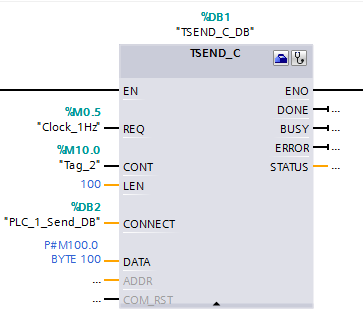 %DB1
"TSEND_C_DB"
TSEND_C
EN
ENO
DONE
...
%M0.5
"Clock_1Hz"
REQ
BUSY
...
ERROR
...
%M10.0
"Tag_2"
CONT
STATUS
...
100
LEN
%DB2
"PLC_1_Send_DB"
CONNECT
P#M100.0
BYTE 100
DATA
...
ADDR
...
COM_RST